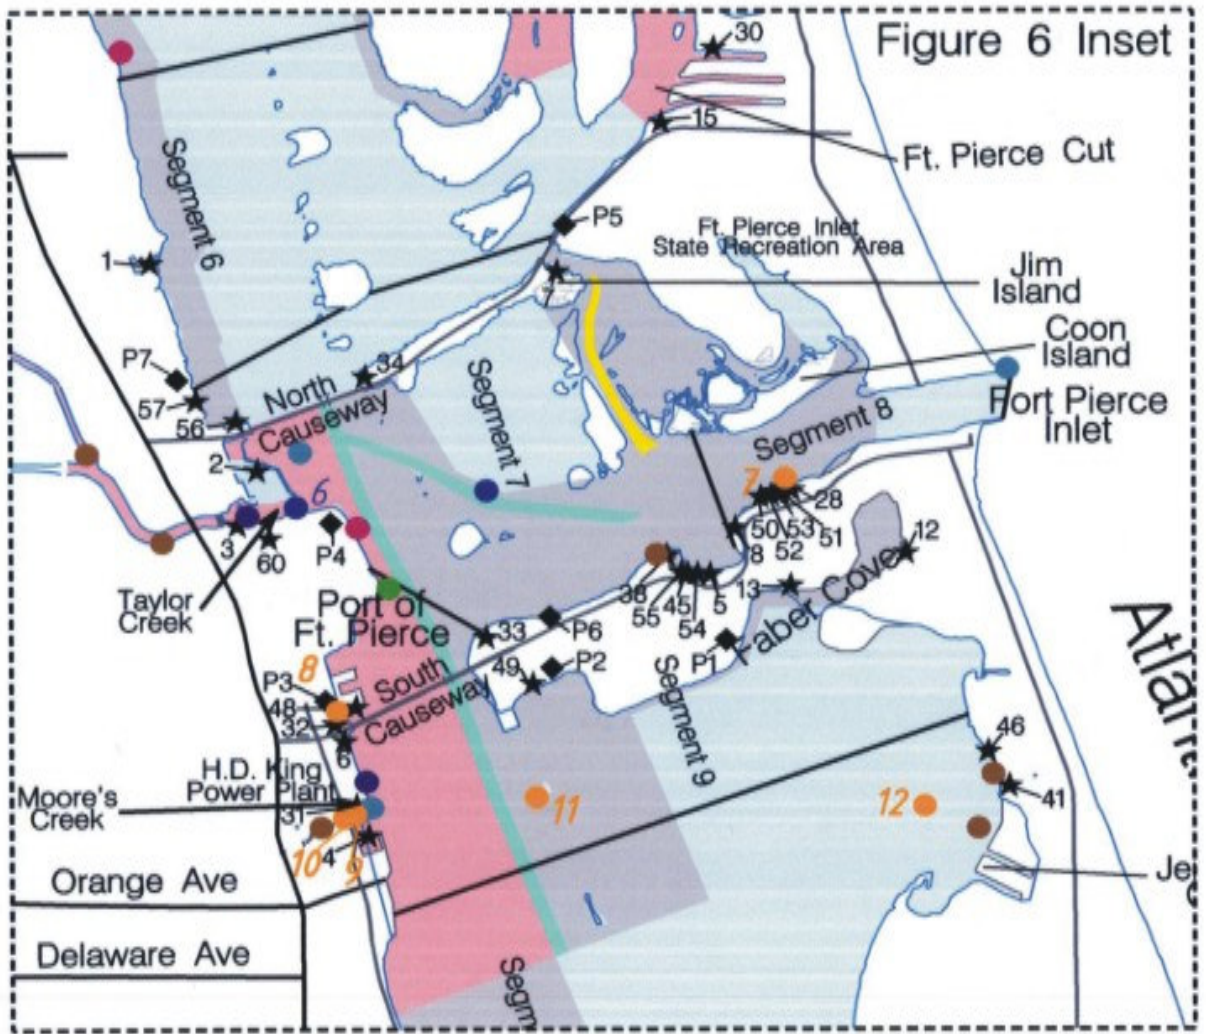 Figure 6 Inset
30
15
Ft. Pierce Cut
Segment 6
P5
Ft. Pierce Inlet
State Recreation Area
1
7
Jim
Island
Coon
Island
P7
34
57
North
Causeway
56
Segment 7
Segment 8
Fort Pierce
Inlet
2
7
28
6
50
53
51
52
12
3
60
P4
8
38
55
45
54
5
13
Taylor
Creek
Port of
Ft. Pierce
33
P6
P1
Faber Cove
Atlan
8
P3
49
P2
South
Causeway
48
32
6
Segment 9
46
H.D. King
Power Plant
Moore's
Creek
31
11
12
41
10
4
9
Orange Ave
Je
Delaware Ave
Segm